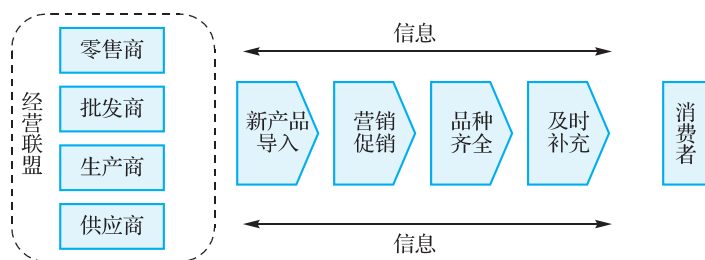 信息
经营联盟
零售商
批发商
生产商
供应商
新产品
导入
营销
促销
品种
齐全
及时
补充
消费者
信息